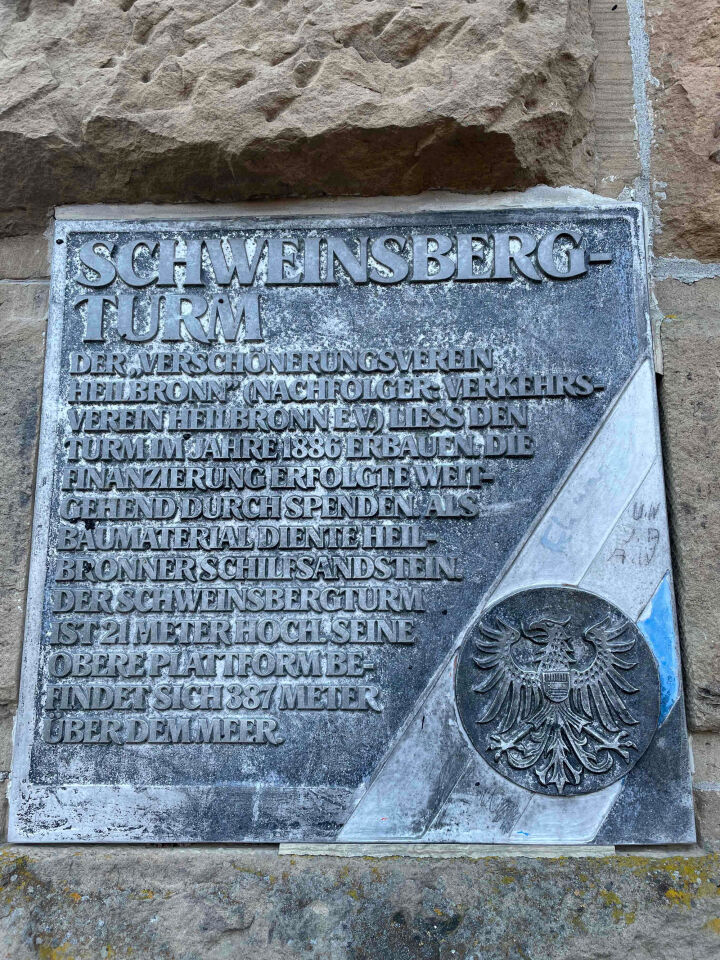 SCHWEINSBERG-
TURM
DER „VERSCHÖNERUNGSVEREIN
HEILBRONN“ (NACHFOLGER: VERKEHRS-
VEREIN HEILBRONN E.V.) LIESS DEN
TURM IM JAHRE 1886 ERBAUEN. DIE
FINANZIERUNG ERFOLGTE WEIT-
GEHEND DURCH SPENDEN. ALS
BAUMATERIAL DIENTE HEIL-
BRONNER SCHILFSANDSTEIN.
DER SCHWEINSBERGTURM
IST 21 METER HOCH. SEINE
OBERE PLATTFORM BE-
FINDET SICH 387 METER
ÜBER DEM MEER.